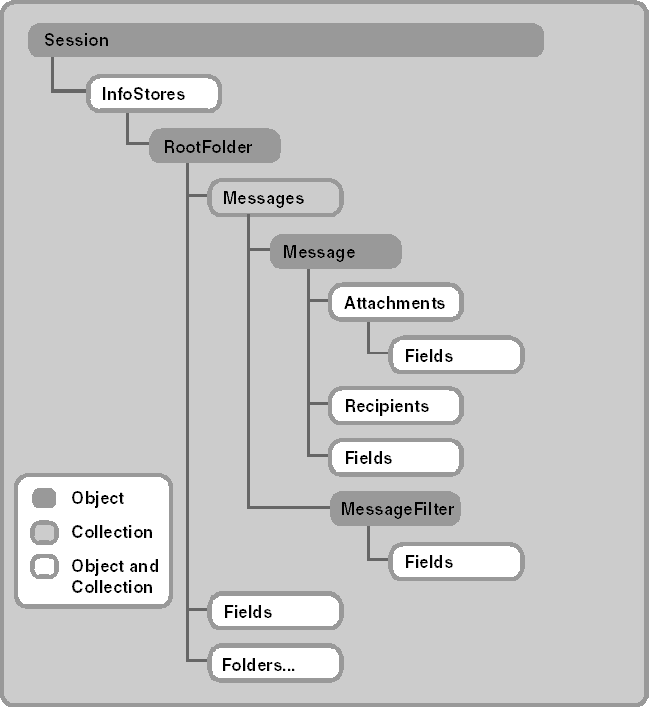 Session
InfoStores
RootFolder
Messages
Message
Attachments
Fields
Recipients
Fields
MessageFilter
Fields
Fields
Folders...
Object
Collection
Object and
Collection